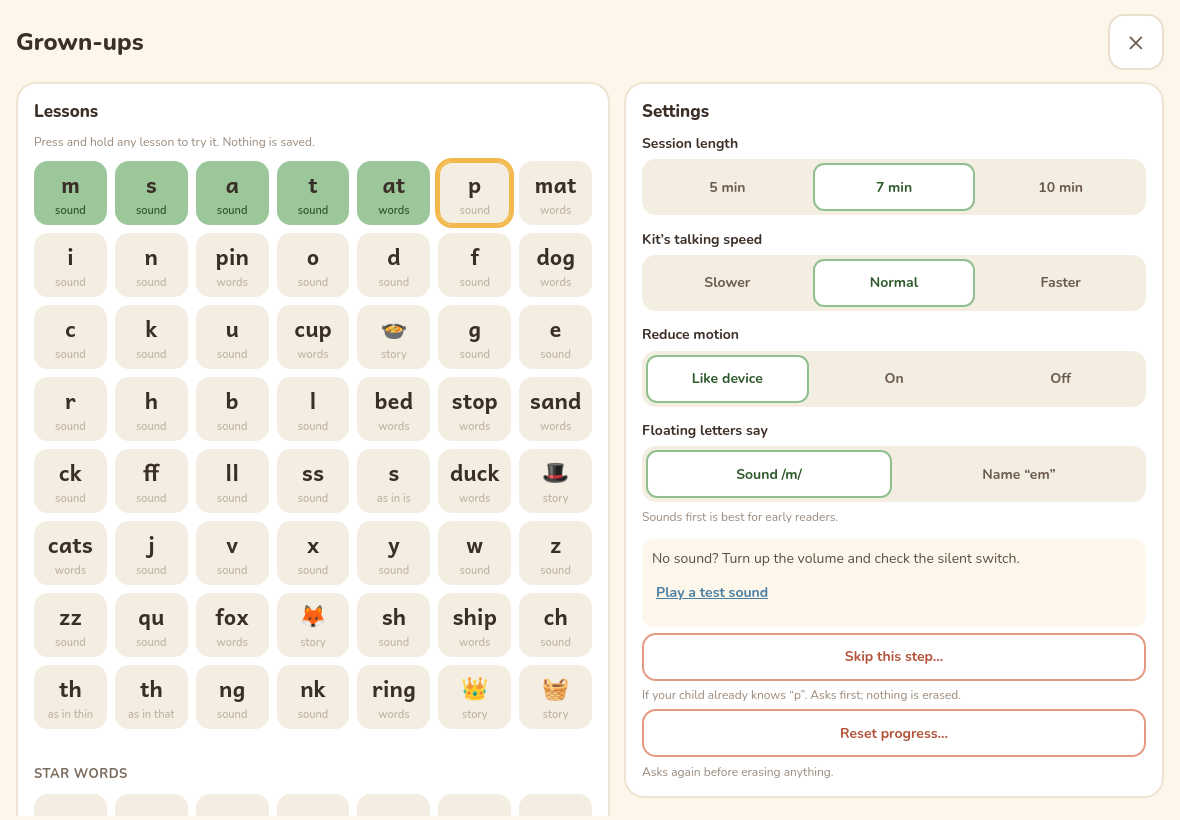 Grown-ups
Lessons
Press and hold any lesson to try it. Nothing is saved.
m s a t at p mat
sound sound sound sound words sound words
i n pin o d f dog
sound sound words sound sound sound words
c k u cup g e
sound sound sound words story sound sound
r h b l bed stop sand
sound sound sound sound words words words
ck ff ll ss s duck
sound sound sound sound as in is words story
cats j v x y w z
words sound sound sound sound sound sound
zz qu fox sh ship ch
sound sound words story sound words sound
th th ng nk ring
as in thin as in that sound sound words story story
STAR WORDS
Settings
Session length
5 min 7 min 10 min
Kit’s talking speed
Slower Normal Faster
Reduce motion
Like device On Off
Floating letters say
Sound /m/ Name “em”
Sounds first is best for early readers.
No sound? Turn up the volume and check the silent switch.
Play a test sound
Skip this step…
If your child already knows “p”. Asks first; nothing is erased.
Reset progress…
Asks again before erasing anything.